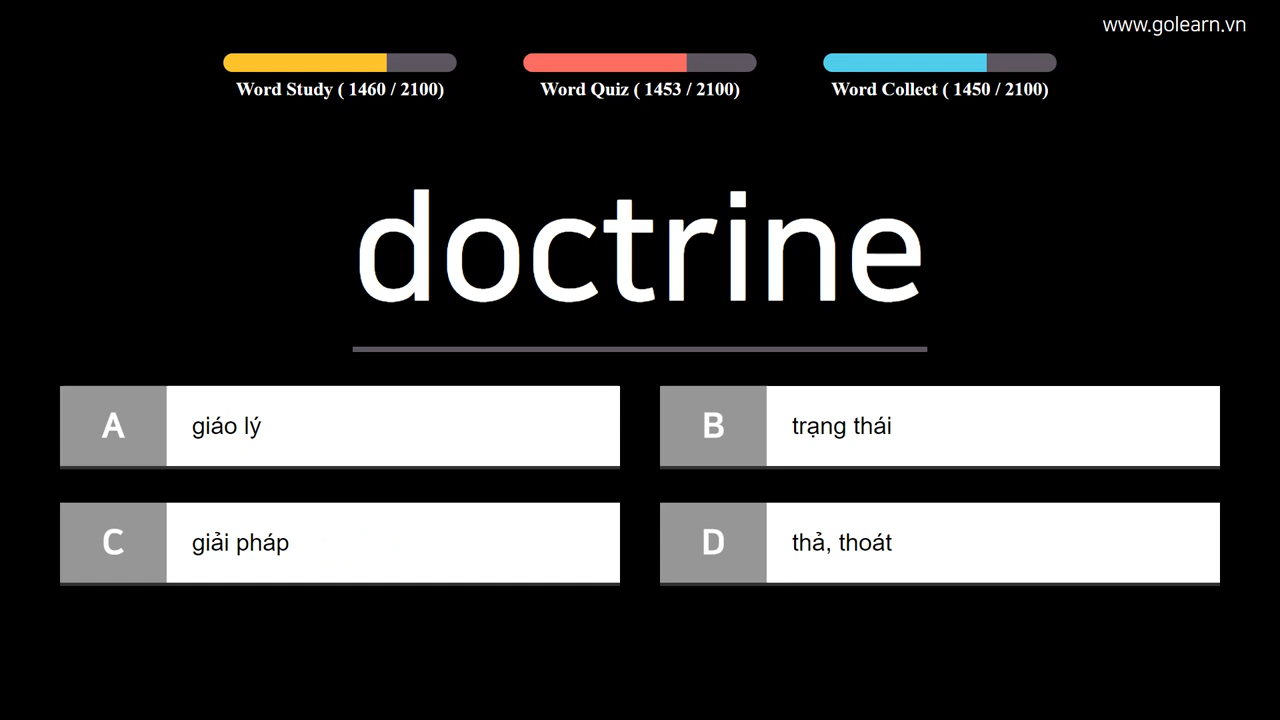 www.golearn.vn
Word Study ( 1460 / 2100)
Word Quiz ( 1453 / 2100)
Word Collect ( 1450 / 2100)
doctrine
A giáo lý
B trạng thái
C giải pháp
D thả, thoát